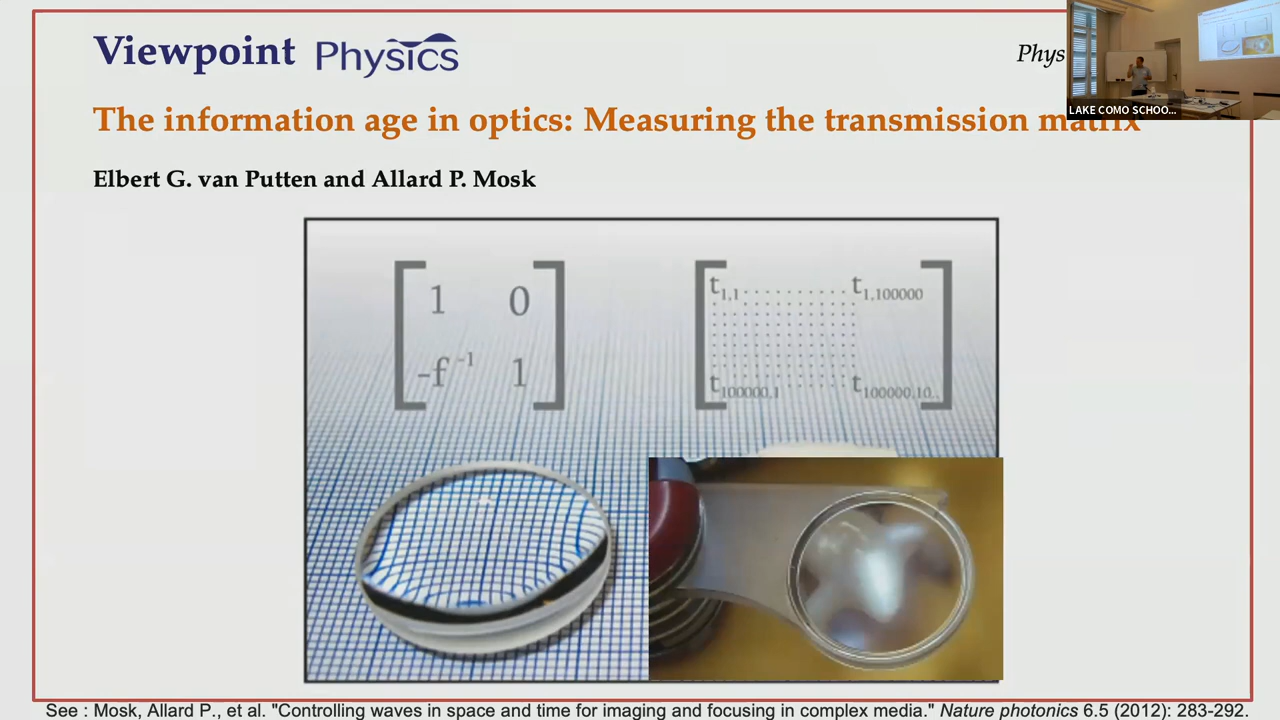 Viewpoint Physics
Phys
LAKE COMO SCHOO...
The information age in optics: Measuring the transmission matrix
Elbert G. van Putten and Allard P. Mosk
1 0
-f⁻¹ 1
t1,1 t1,100000
t100000,1 t100000,10..
See : Mosk, Allard P., et al. "Controlling waves in space and time for imaging and focusing in complex media." Nature photonics 6.5 (2012): 283-292.